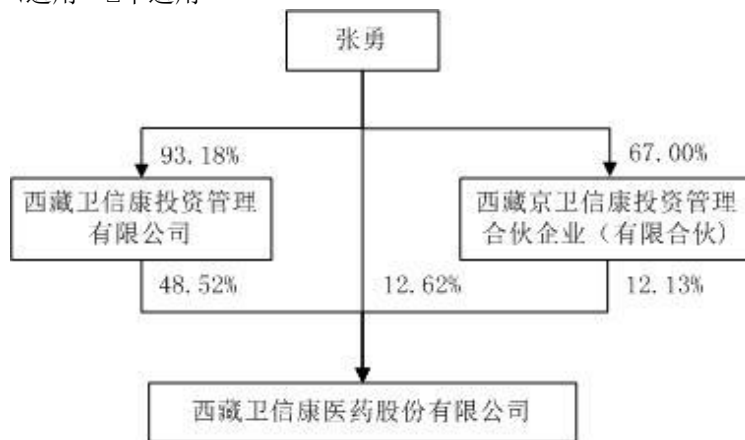 张勇
93.18%
67.00%
西藏卫信康投资管理
有限公司
西藏京卫信康投资管理
合伙企业（有限合伙)
48.52%
12.62%
12.13%
西藏卫信康医药股份有限公司